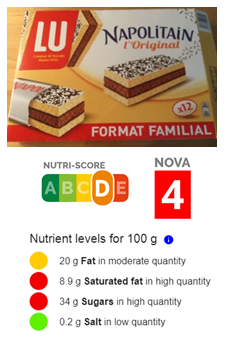 LU
NAPOLITAIN
l'Original
x12
FORMAT FAMILIAL
NUTRI-SCORE
A B C D E
NOVA
4
Nutrient levels for 100 g
20 g Fat in moderate quantity
8.9 g Saturated fat in high quantity
34 g Sugars in high quantity
0.2 g Salt in low quantity